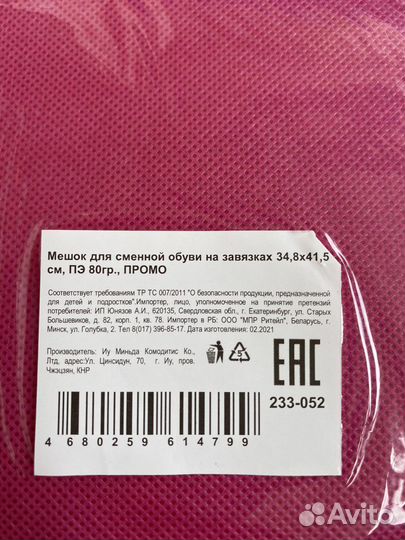 Мешок для сменной обуви на завязках 34,8х41,5
см, ПЭ 80гр., ПРОМО
Соответствует требованиям ТР ТС 007/2011 "О безопасности продукции, предназначенной
для детей и подростков".Импортер, лицо, уполномоченное на принятие претензий
потребителей: ИП Юнязов А.И., 620135, Свердловская обл., г. Екатеринбург, ул. Старых
Большевиков, д. 82, корп. 1, кв. 78. Импортер в РБ: ООО "МПР Ритейл", Беларусь, г.
Минск, ул. Голубка, 2. Тел 8(017) 396-85-17. Дата изготовления: 02.2021
Производитель: Иу Миньда Комодитис Ко.,
Лтд, адрес:Ул. Цинсидун, 70, г. Иу, пров.
Чжэцзян, КНР
5
EAC
233-052
4 680259 614799
Avito